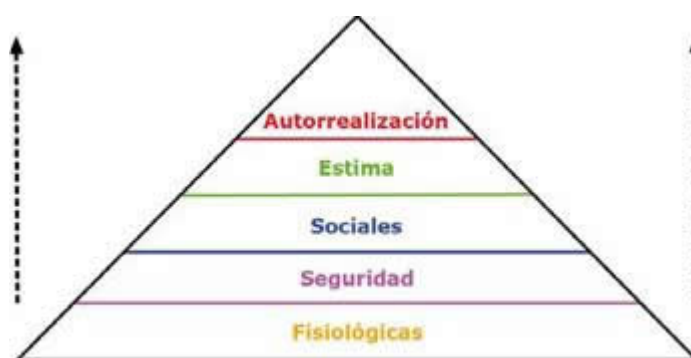 Autorrealización
Estima
Sociales
Seguridad
Fisiológicas